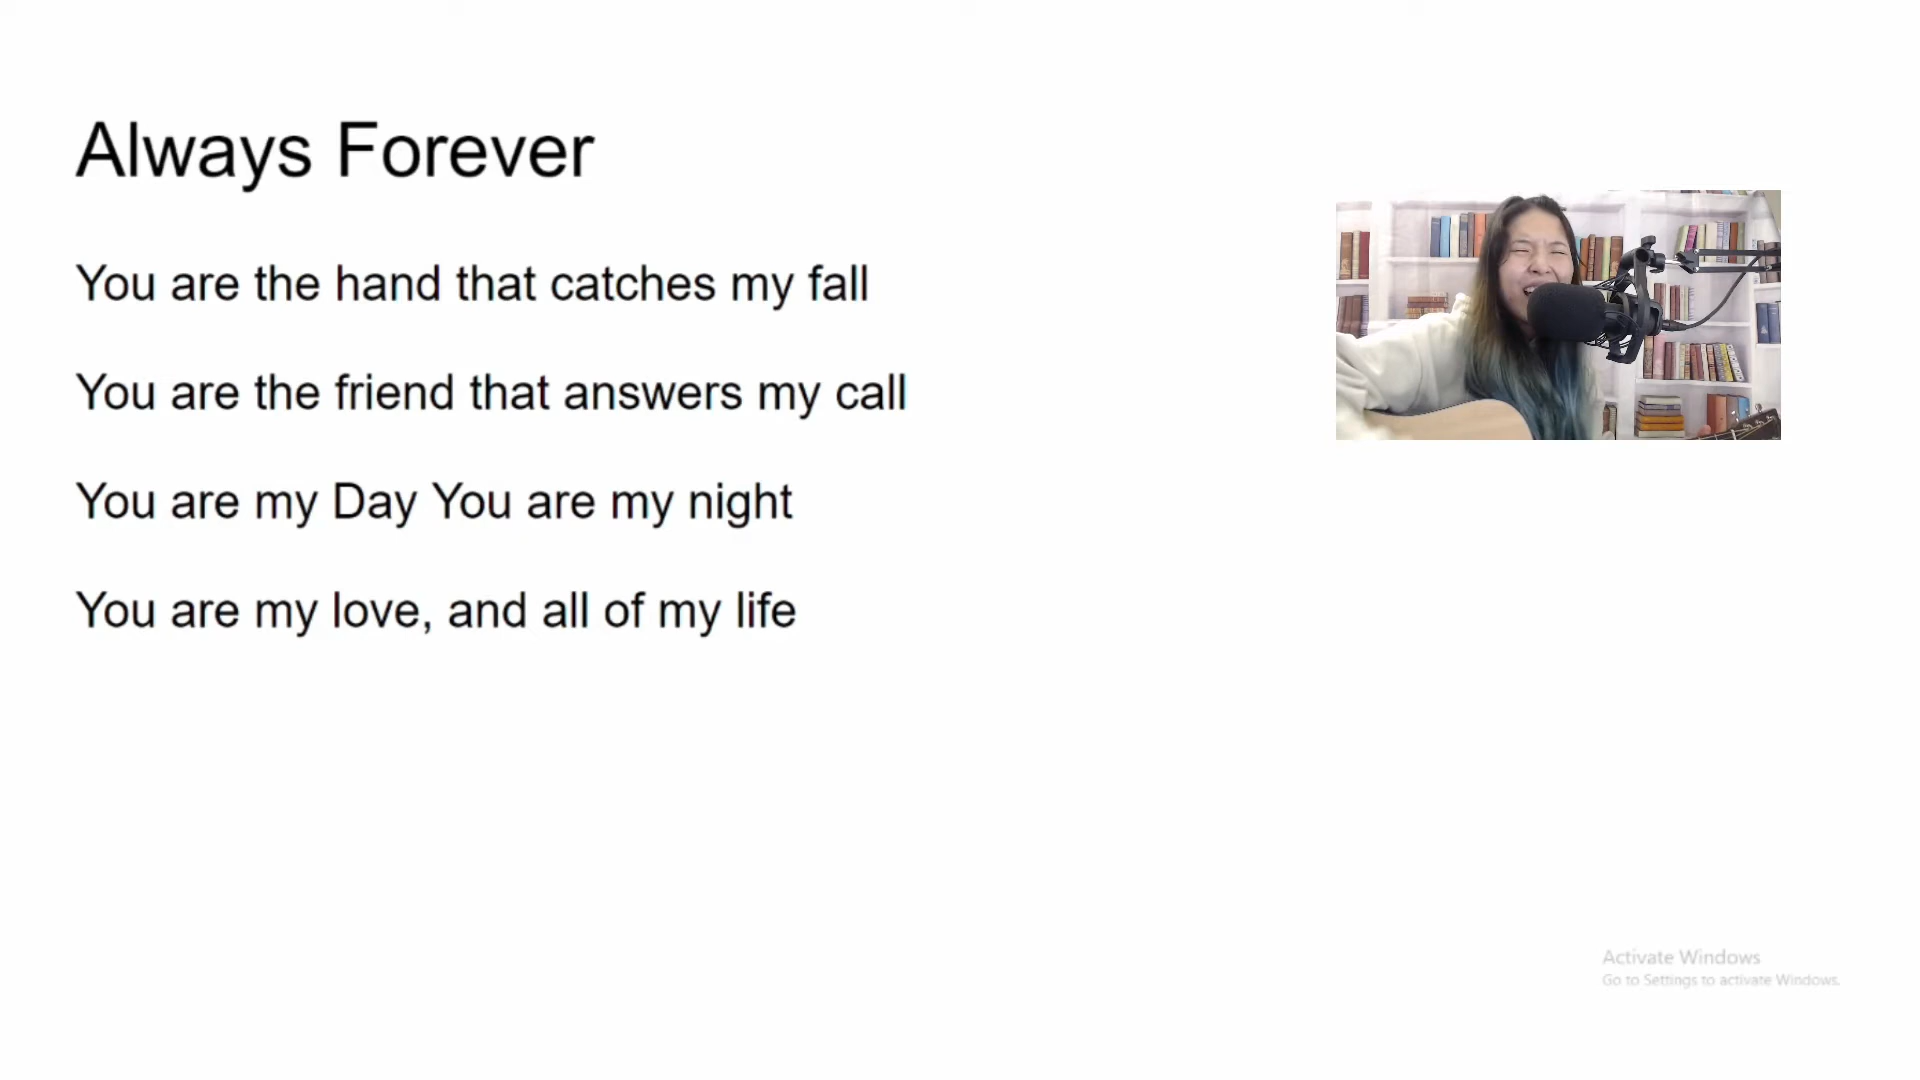 Always Forever
You are the hand that catches my fall
You are the friend that answers my call
You are my Day You are my night
You are my love, and all of my life
Activate Windows
Go to Settings to activate Windows.